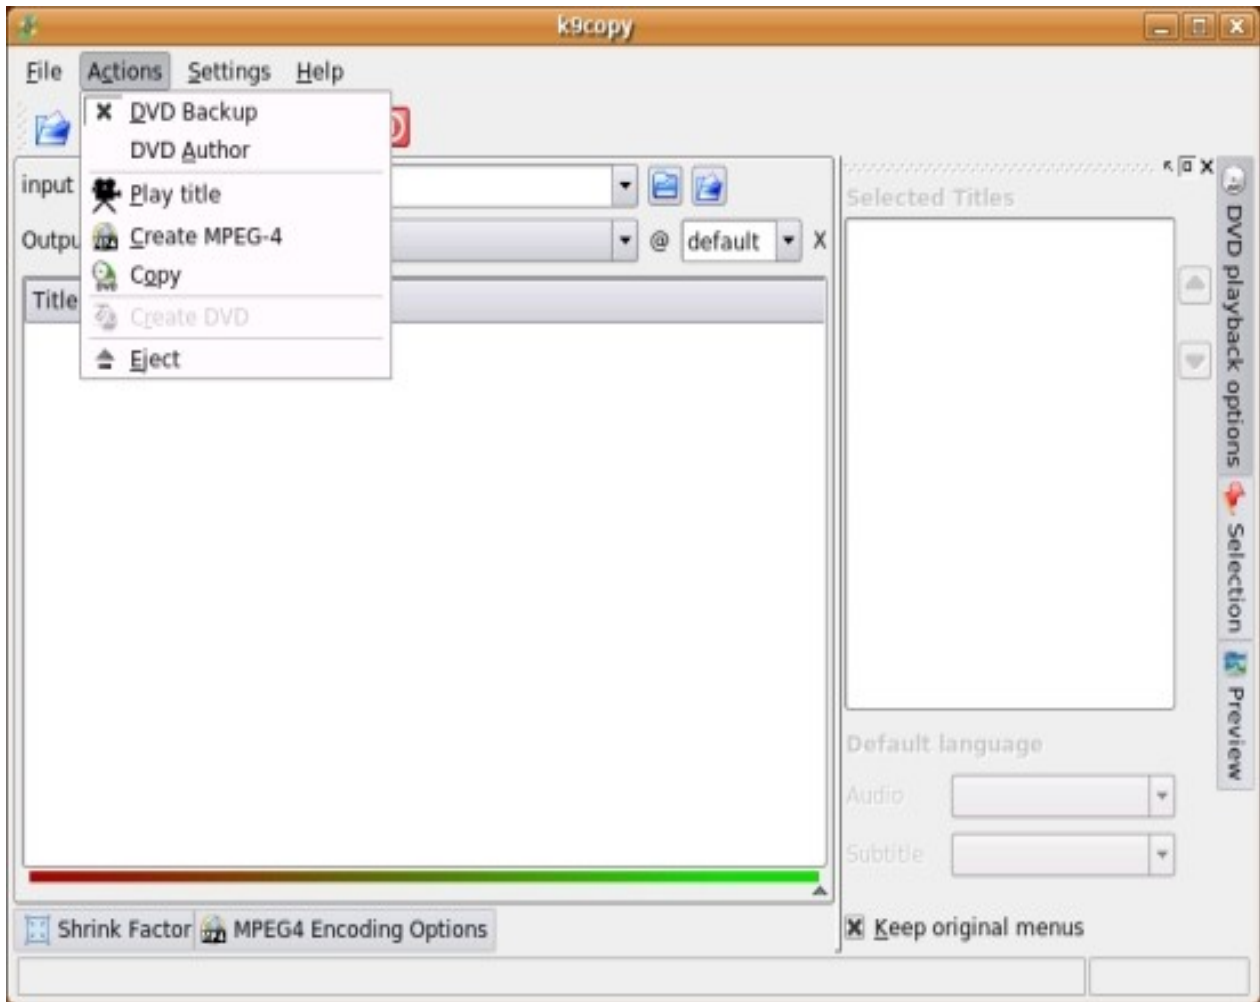 k9copy
File Actions Settings Help
DVD Backup
DVD Author
Play title
Create MPEG-4
Copy
Create DVD
Eject
input
Outpu
@ default X
Title
Selected Titles
Default language
Audio
Subtitle
Keep original menus
DVD playback options
Selection
Preview
Shrink Factor
MPEG4 Encoding Options